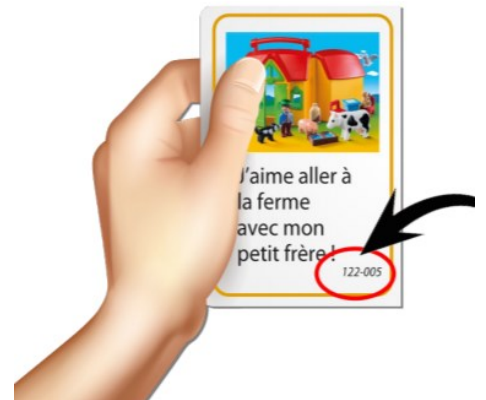 J'aime aller à
la ferme
avec mon
petit frère !
122-005